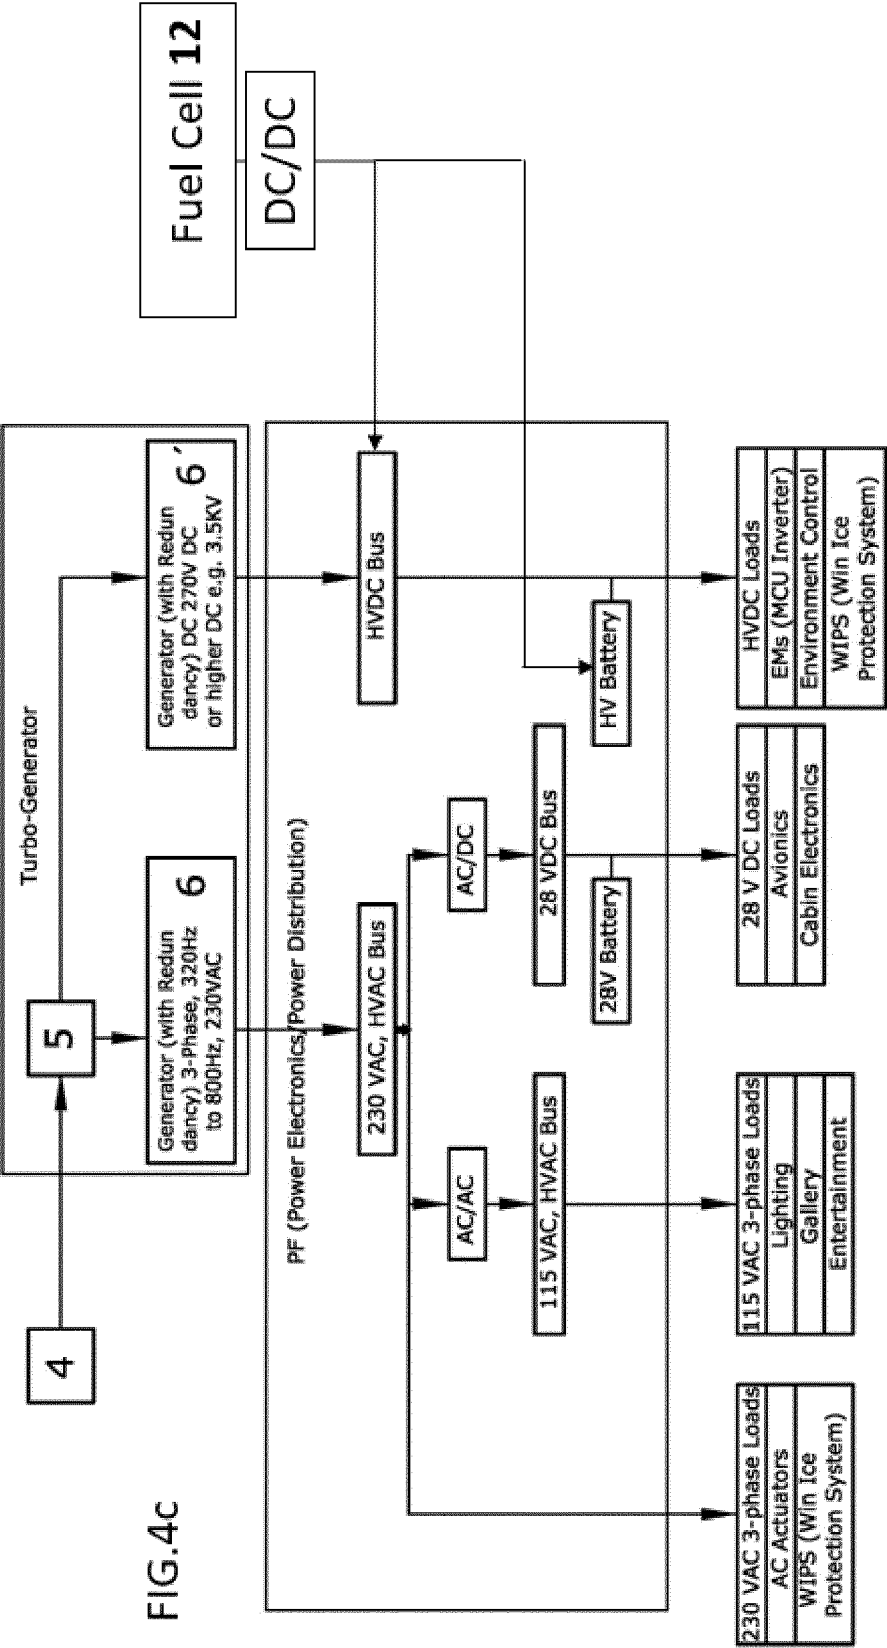 FIG.4c
4
Turbo-Generator
5
Generator (with Redun
dancy) 3-Phase, 320Hz
to 800Hz, 230VAC
6
Generator (with Redun
dancy) DC 270V DC
or higher DC e.g. 3.5KV
6´
Fuel Cell 12
DC/DC
PF (Power Electronics/Power Distribution)
230 VAC, HVAC Bus
HVDC Bus
AC/AC
AC/DC
115 VAC, HVAC Bus
28 VDC Bus
28V Battery
HV Battery
230 VAC 3-phase Loads
AC Actuators
WIPS (Win Ice
Protection System)
115 VAC 3-phase Loads
Lighting
Gallery
Entertainment
28 V DC Loads
Avionics
Cabin Electronics
HVDC Loads
EMs (MCU Inverter)
Environment Control
WIPS (Win Ice
Protection System)